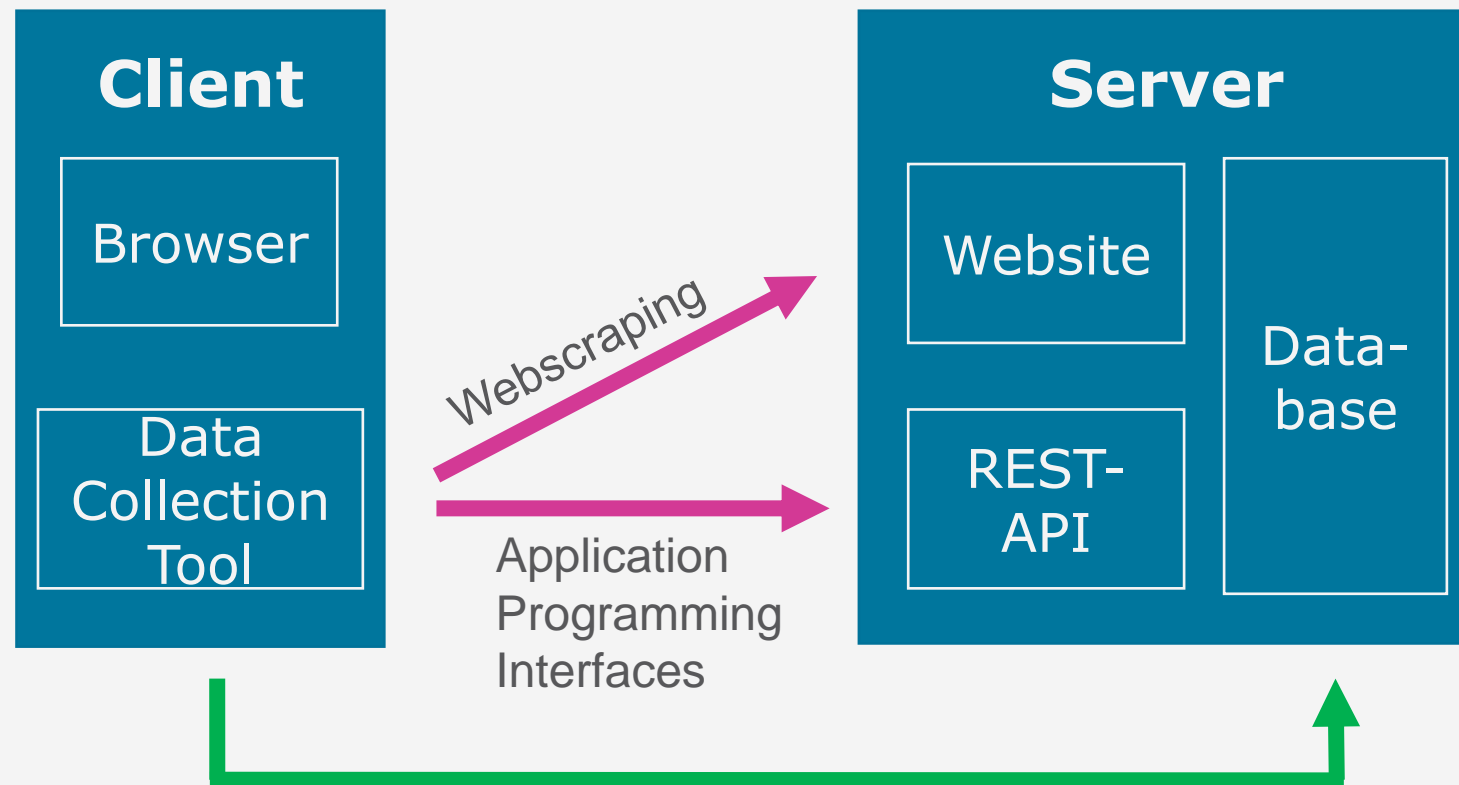 Client
Browser
Data
Collection
Tool
Webscraping
Application
Programming
Interfaces
Server
Website
REST-
API
Data-
base